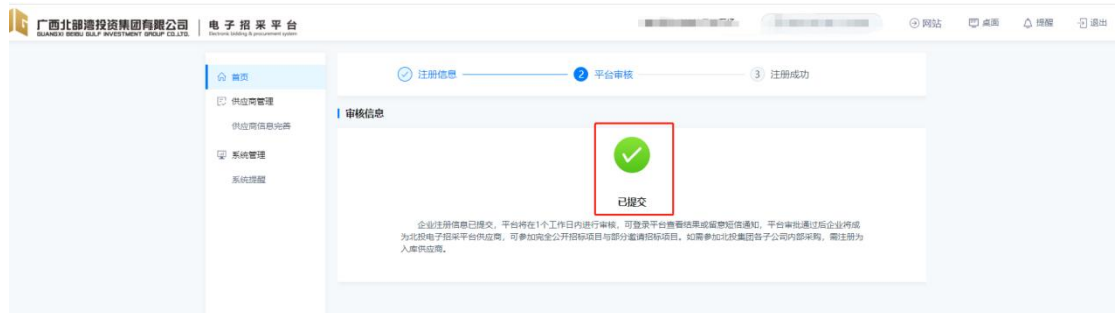 广西北部湾投资集团有限公司
GUANGXI BEIBU GULF INVESTMENT GROUP CO.,LTD.
电子招采平台
Electronic bidding & procurement system
网站
桌面
提醒
退出
首页
供应商管理
供应商信息完善
系统管理
系统提醒
注册信息
2 平台审核
3 注册成功
审核信息
已提交
企业注册信息已提交，平台将在1个工作日内进行审核，可登录平台查看结果或留意短信通知，平台审批通过后企业将成
为北投电子招采平台供应商，可参加完全公开招标项目与部分邀请招标项目。如需参加北投集团各子公司内部采购，需注册为
入库供应商。